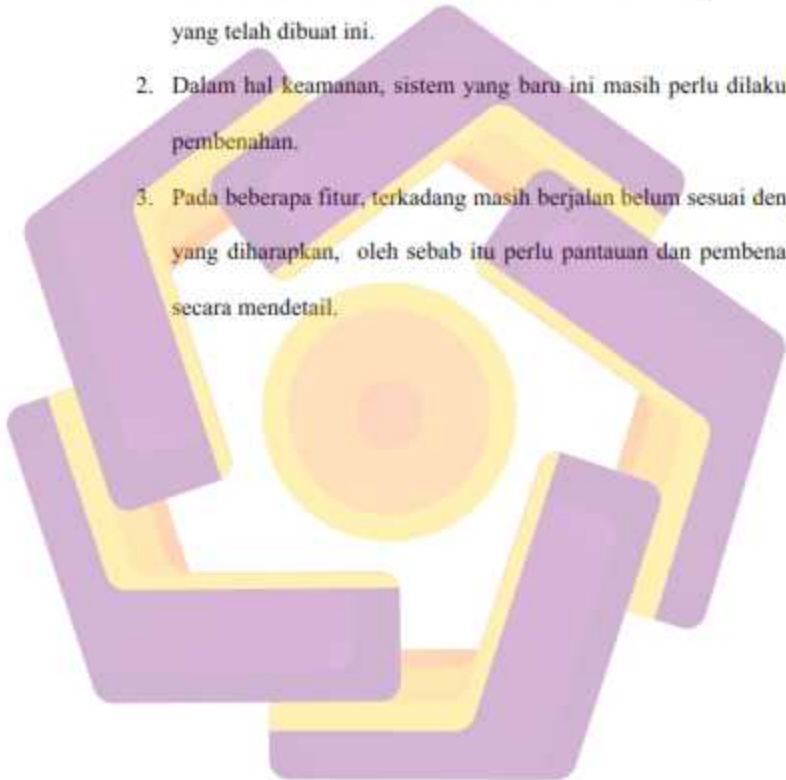 yang telah dibuat ini.
2. Dalam hal keamanan, sistem yang baru ini masih perlu dilaku
pembenahan.
3. Pada beberapa fitur, terkadang masih berjalan belum sesuai den
yang diharapkan, oleh sebab itu perlu pantauan dan pembena
secara mendetail.